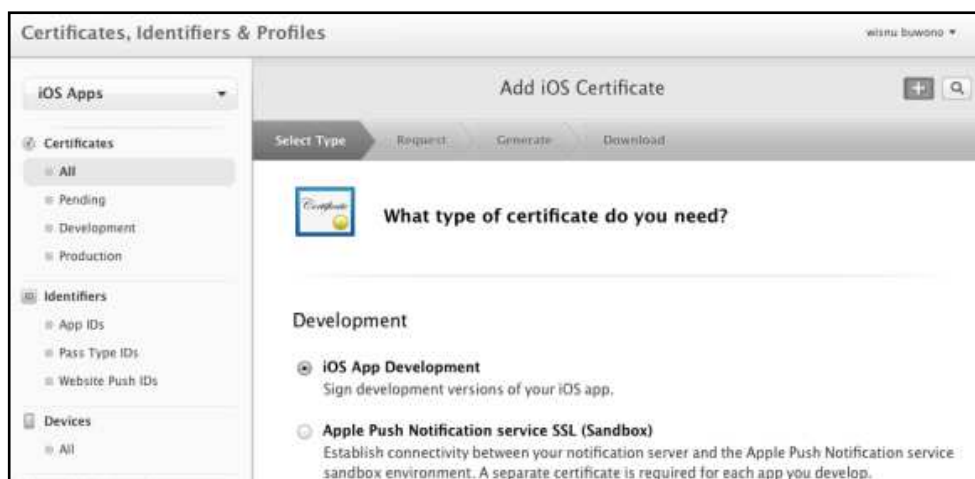 Certificates, Identifiers & Profiles
wisnu buwono
iOS Apps
Add iOS Certificate
Certificates
All
Pending
Development
Production
Identifiers
App IDs
Pass Type IDs
Website Push IDs
Devices
All
Select Type
Request
Generate
Download
Certificate
What type of certificate do you need?
Development
iOS App Development
Sign development versions of your iOS app.
Apple Push Notification service SSL (Sandbox)
Establish connectivity between your notification server and the Apple Push Notification service
sandbox environment. A separate certificate is required for each app you develop.